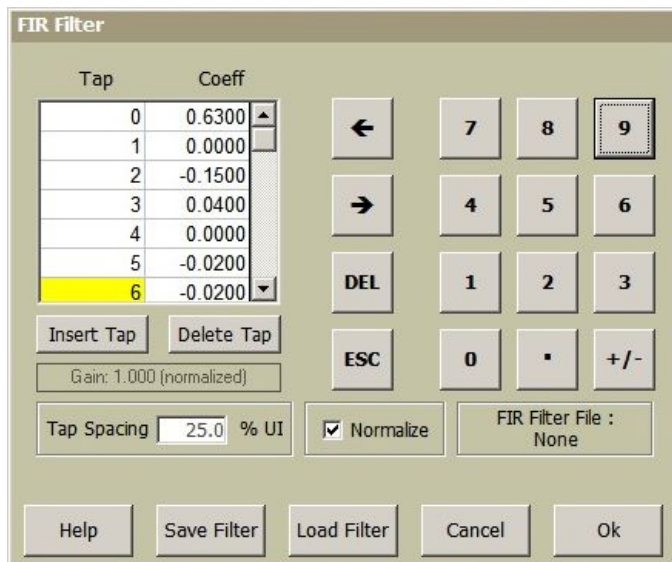 FIR Filter
Tap Coeff
0 0.6300
1 0.0000
2 -0.1500
3 0.0400
4 0.0000
5 -0.0200
6 -0.0200
Insert Tap Delete Tap
Gain: 1.000 (normalized)
Tap Spacing 25.0 % UI
← 7 8 9
→ 4 5 6
DEL 1 2 3
ESC 0 . +/-
Normalize
FIR Filter File :
None
Help Save Filter Load Filter Cancel Ok